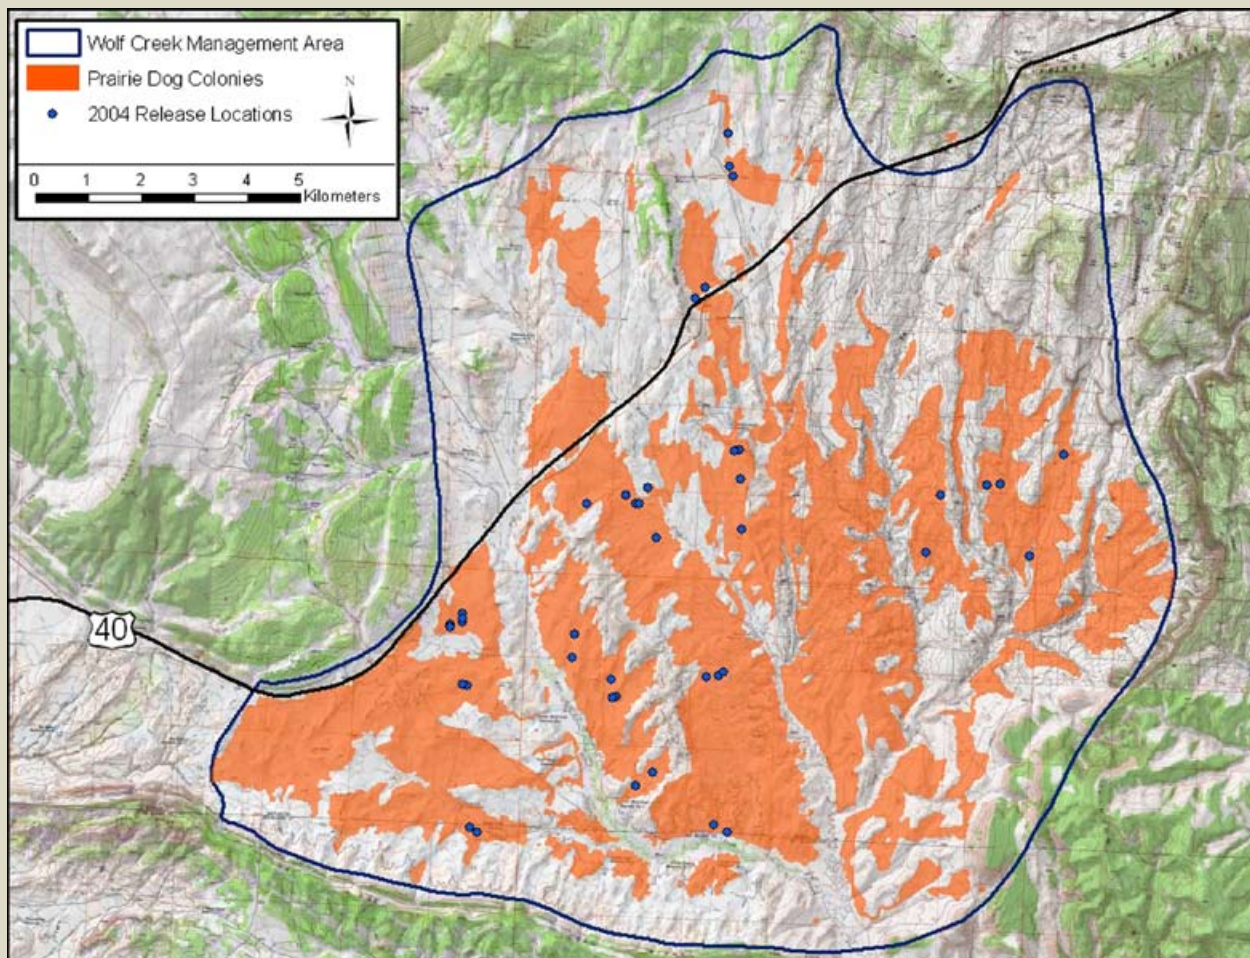 Wolf Creek Management Area
Prairie Dog Colonies
N
2004 Release Locations
0 1 2 3 4 5
Kilometers
40